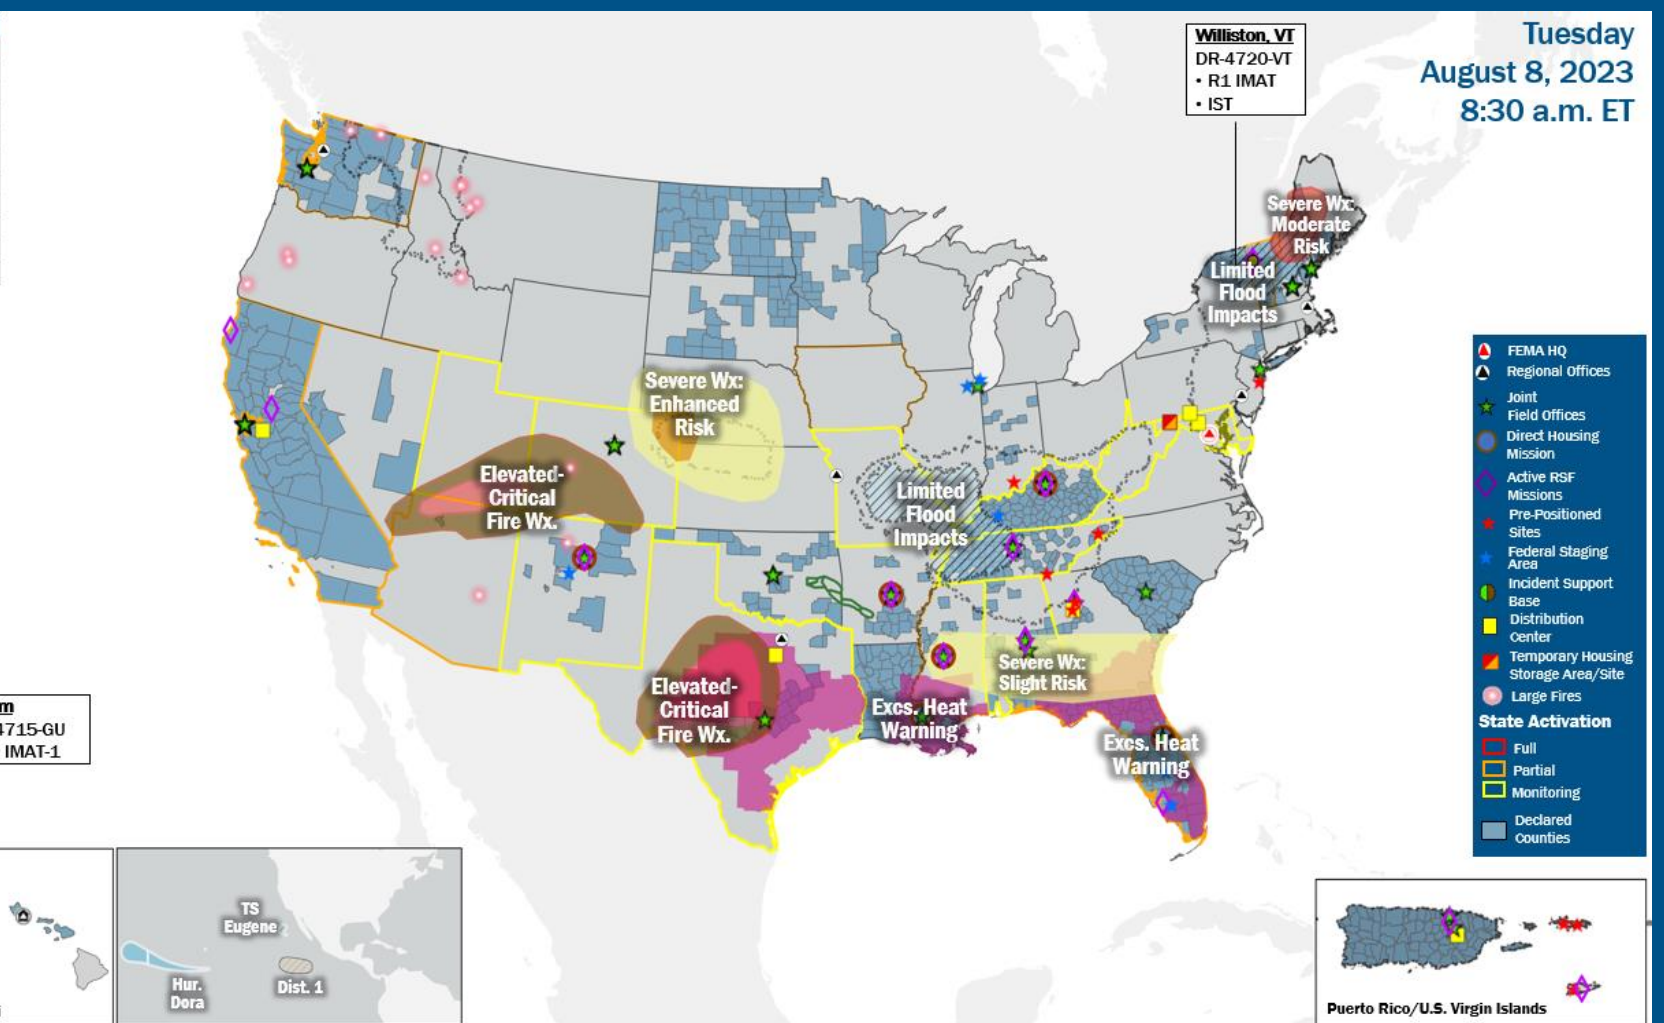 Tuesday
August 8, 2023
8:30 a.m. ET
Williston, VT
DR-4720-VT
• R1 IMAT
• IST
Severe Wx:
Moderate
Risk
Limited
Flood
Impacts
Severe Wx:
Enhanced
Risk
Elevated-
Critical
Fire Wx.
Limited
Flood
Impacts
Severe Wx:
Slight Risk
Elevated-
Critical
Fire Wx.
Excs. Heat
Warning
Excs. Heat
Warning
FEMA HQ
Regional Offices
Joint
Field Offices
Direct Housing
Mission
Active RSF
Missions
Pre-Positioned
Sites
Federal Staging
Area
Incident Support
Base
Distribution
Center
Temporary Housing
Storage Area/Site
Large Fires
State Activation
Full
Partial
Monitoring
Declared
Counties
m
4715-GU
IMAT-1
TS
Eugene
Hur.
Dora
Dist. 1
Puerto Rico/U.S. Virgin Islands